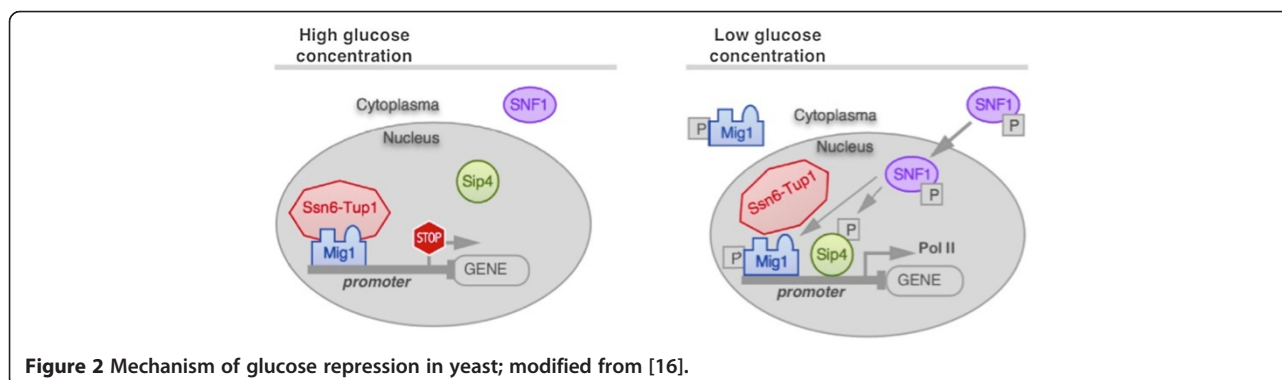 High glucose
concentration
Cytoplasma
SNF1
Nucleus
Sip4
Ssn6-Tup1
Mig1
STOP
GENE
promoter
Low glucose
concentration
P
Mig1
Cytoplasma
SNF1
P
Nucleus
Ssn6-Tup1
SNF1
P
P
P
Mig1
Sip4
Pol II
GENE
promoter
Figure 2 Mechanism of glucose repression in yeast; modified from [16].